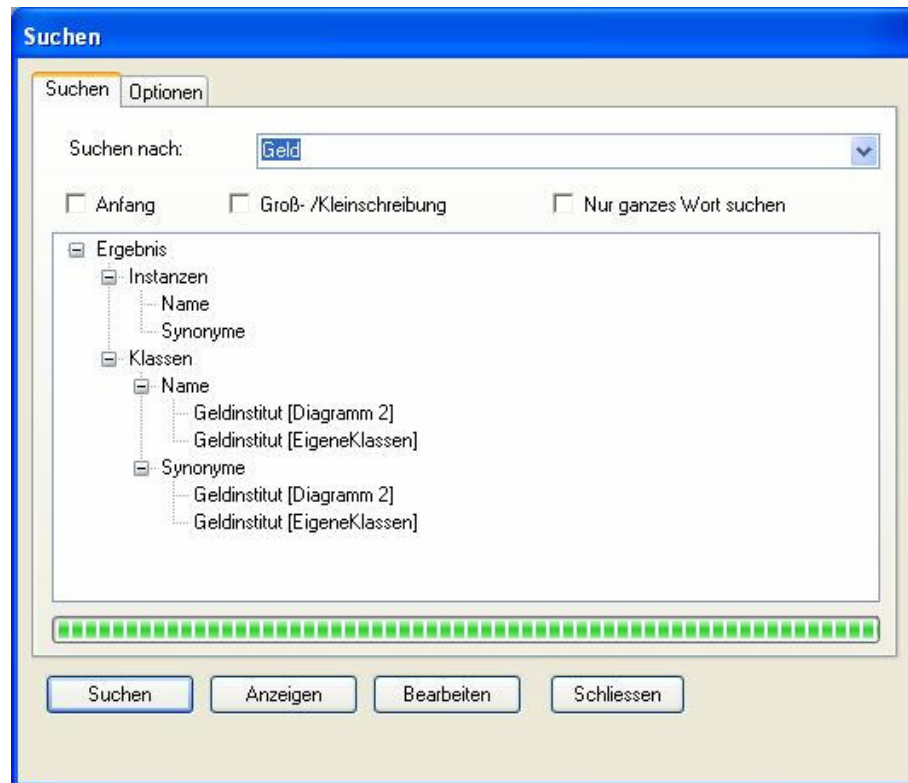 Suchen
Suchen Optionen
Suchen nach: Geld
Anfang Groß- /Kleinschreibung Nur ganzes Wort suchen
Ergebnis
Instanzen
Name
Synonyme
Klassen
Name
Geldinstitut [Diagramm 2]
Geldinstitut [EigeneKlassen]
Synonyme
Geldinstitut [Diagramm 2]
Geldinstitut [EigeneKlassen]
Suchen Anzeigen Bearbeiten Schliessen